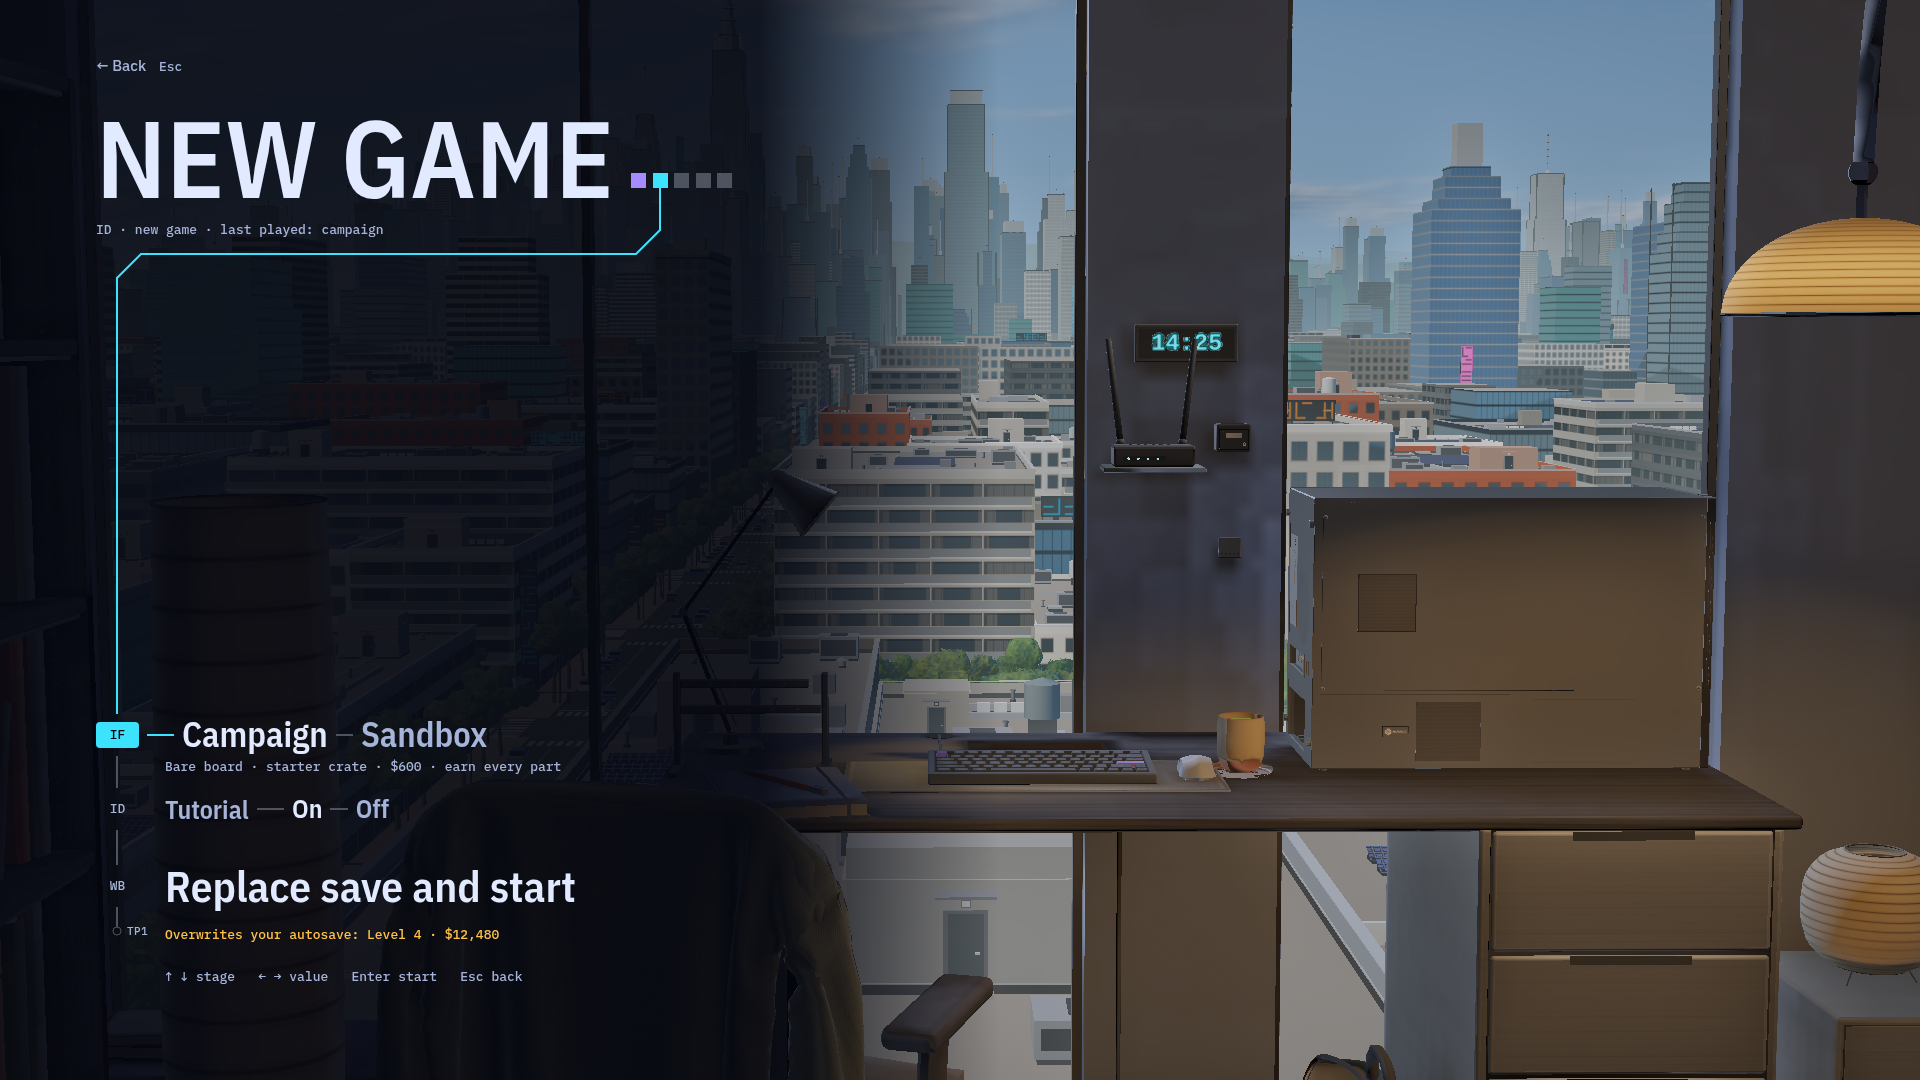 ← Back Esc
NEW GAME
ID · new game · last played: campaign
14:25
IF Campaign Sandbox
Bare board · starter crate · $600 · earn every part
ID Tutorial On Off
WB Replace save and start
TP1 Overwrites your autosave: Level 4 · $12,480
↑ ↓ stage ← → value Enter start Esc back